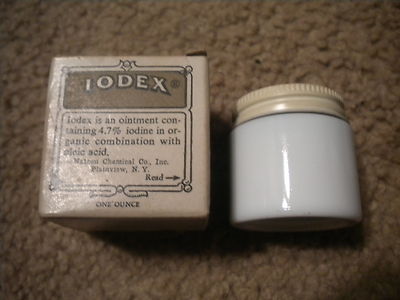 IODEX®
Iodex is an ointment con-
taining 4.7% iodine in or-
ganic combination with
oleic acid.
Chemical Co., Inc.
Plainview, N. Y.
Read →
ONE OUNCE